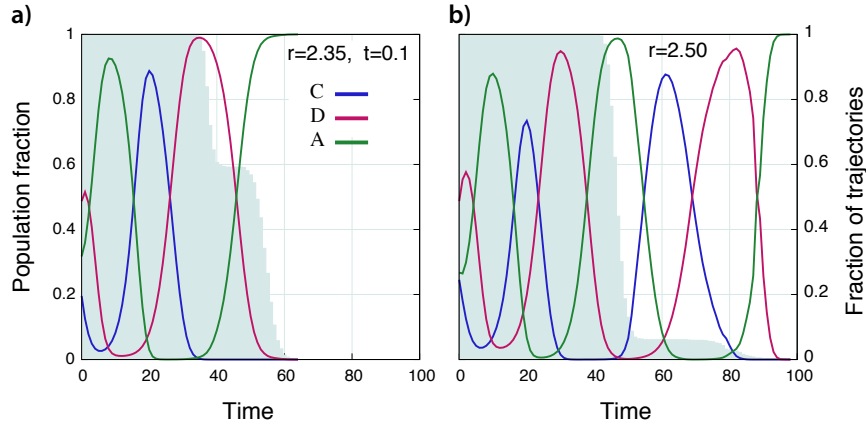 a)
r=2.35, t=0.1
C
D
A
Population fraction
1
0.8
0.6
0.4
0.2
0
0 20 40 60 80 100
Time
b)
r=2.50
1
0.8
0.6
0.4
0.2
0
Fraction of trajectories
0 20 40 60 80 100
Time